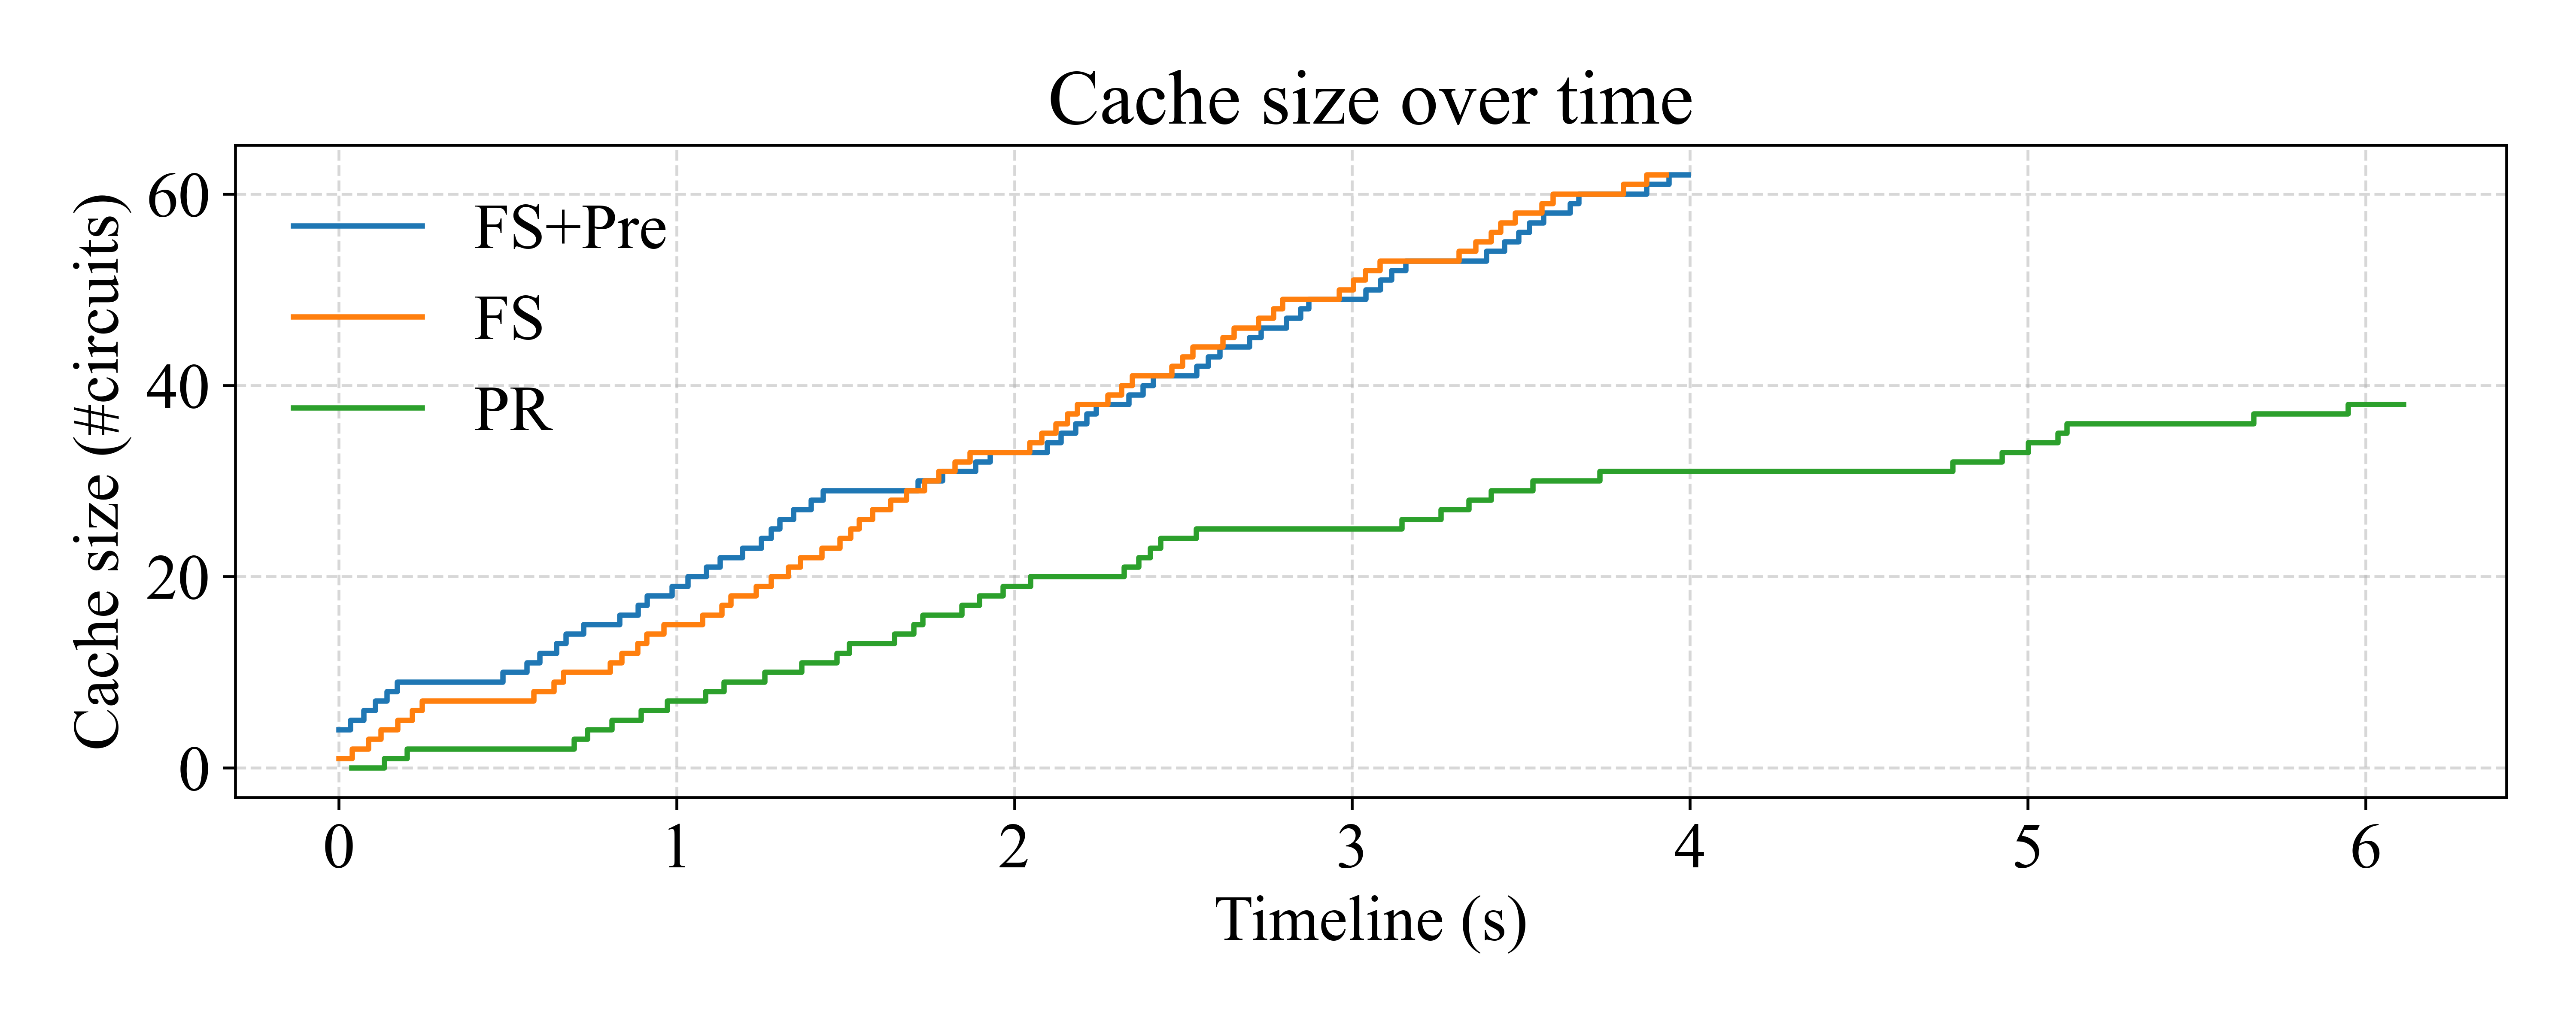 Cache size over time
Cache size (#circuits)
60
40
20
0
FS+Pre
FS
PR
0 1 2 3 4 5 6
Timeline (s)